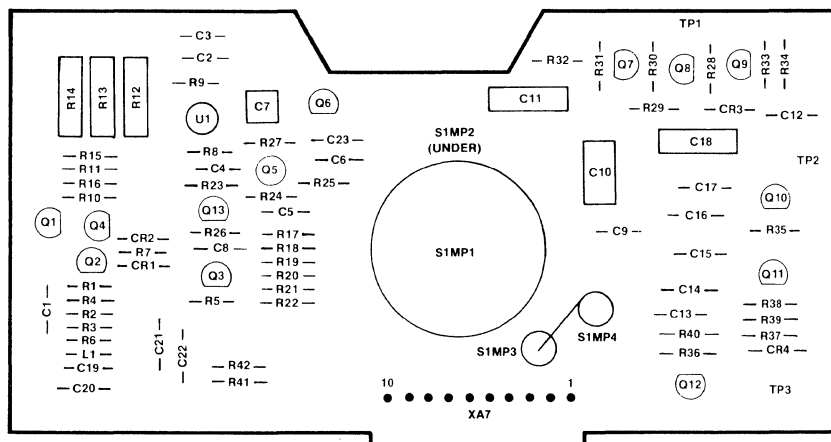 TP1
C3
C2
R9
R14
R13
R12
U1
C7
Q6
R27
C23
R15
R11
R16
R10
R8
C4
R23
Q5
C6
R25
R24
C5
Q1
Q4
Q13
CR2
R7
CR1
Q2
R26
C8
Q3
R5
R17
R18
R19
R20
R21
R22
C1
R1
R4
R2
R3
R6
L1
C19
C20
C21
C22
R42
R41
S1MP2
(UNDER)
S1MP1
S1MP3
S1MP4
10
1
XA7
R32
R31
Q7
R30
Q8
R28
Q9
R33
R34
C11
R29
CR3
C12
C18
C10
TP2
C17
Q10
C16
C9
R35
C15
Q11
C14
C13
R40
R36
R38
R39
R37
CR4
Q12
TP3